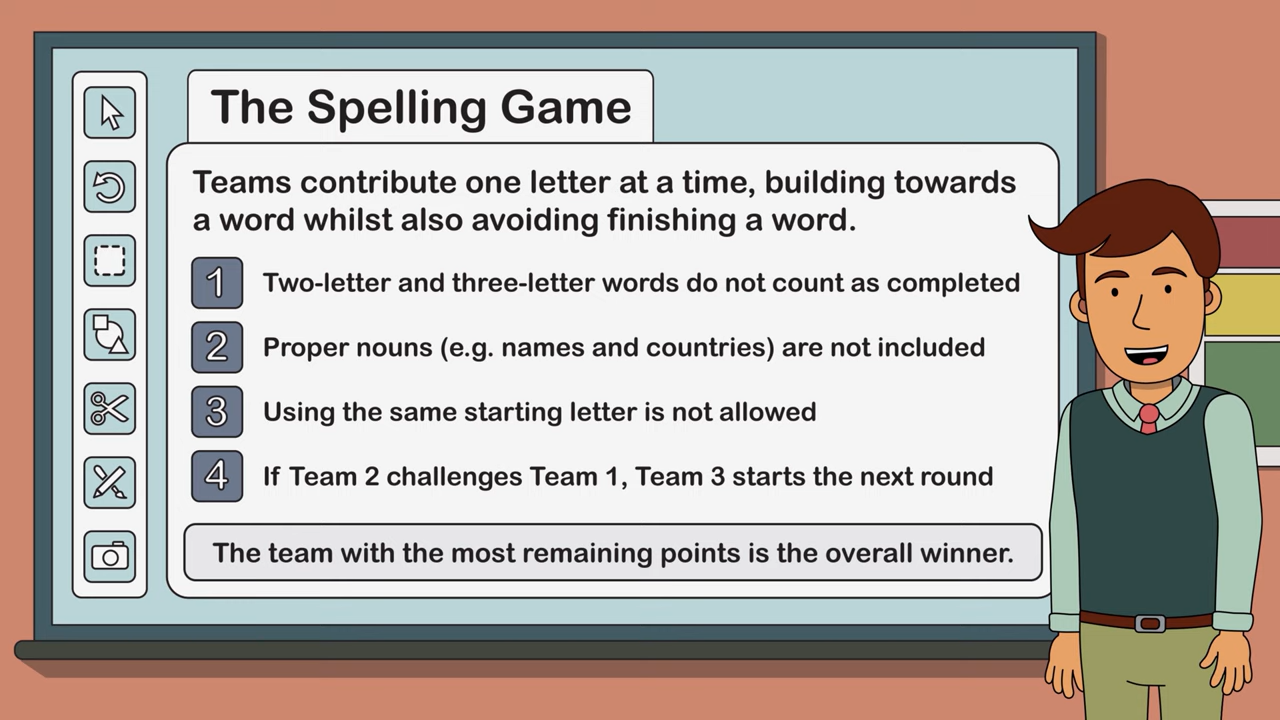 The Spelling Game
Teams contribute one letter at a time, building towards
a word whilst also avoiding finishing a word.
1 Two-letter and three-letter words do not count as completed
2 Proper nouns (e.g. names and countries) are not included
3 Using the same starting letter is not allowed
4 If Team 2 challenges Team 1, Team 3 starts the next round
The team with the most remaining points is the overall winner.